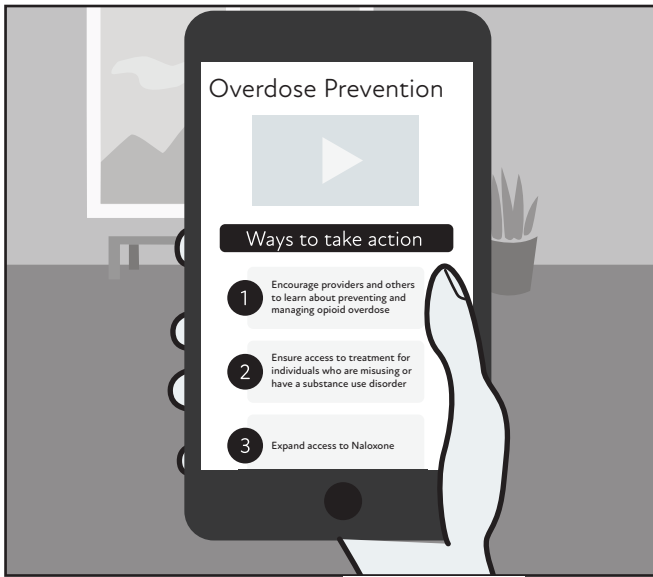 Overdose Prevention
Ways to take action
1
Encourage providers and others
to learn about preventing and
managing opioid overdose
2
Ensure access to treatment for
individuals who are misusing or
have a substance use disorder
3
Expand access to Naloxone